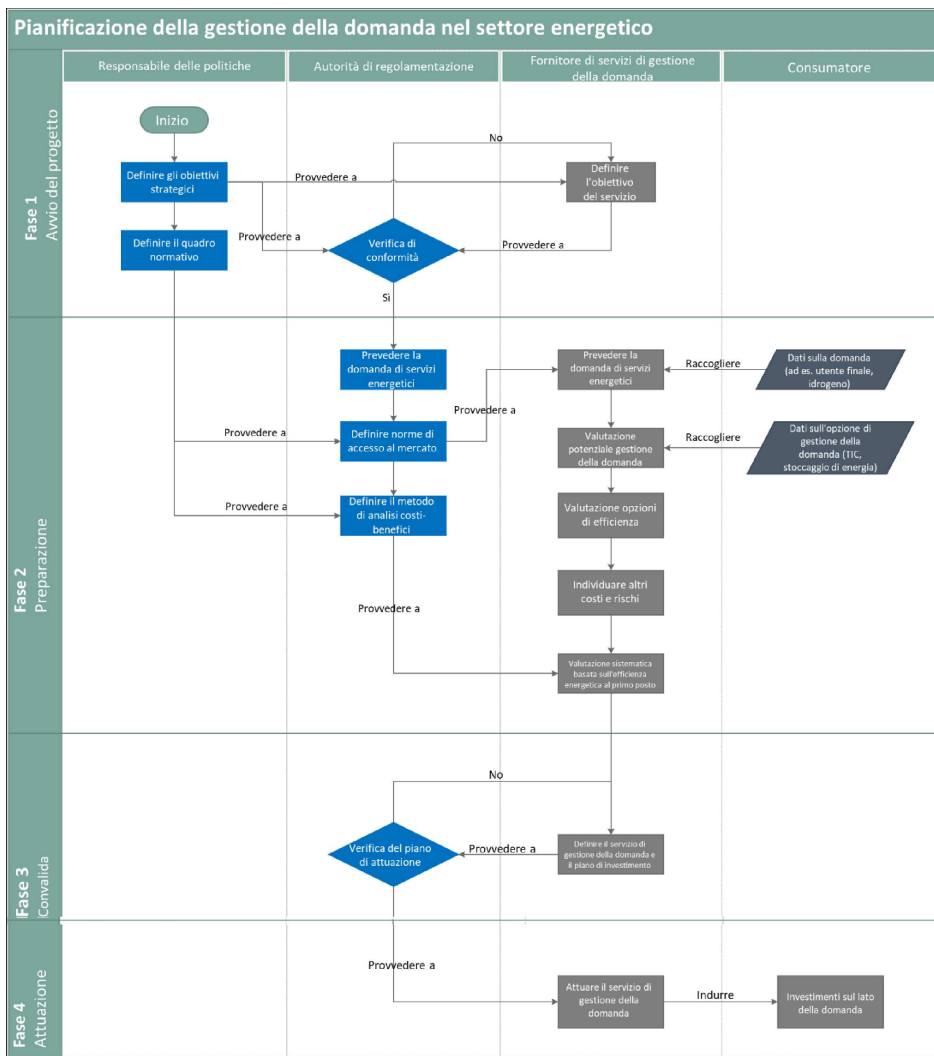 Pianificazione della gestione della domanda nel settore energetico
Responsabile delle politiche
Autorità di regolamentazione
Fornitore di servizi di gestione
della domanda
Consumatore
Fase 1
Avvio del progetto
Inizio
No
Definire gli obiettivi
strategici
Provvedere a
Definire
l'obiettivo
del servizio
Definire il quadro
normativo
Provvedere a
Verifica di
conformità
Provvedere a
Sì
Fase 2
Preparazione
Prevedere la
domanda di servizi
energetici
Prevedere la
domanda di servizi
energetici
Raccogliere
Dati sulla domanda
(ad es. utente finale,
idrogeno)
Provvedere a
Provvedere a
Definire norme di
accesso al mercato
Valutazione
potenziale gestione
della domanda
Raccogliere
Dati sull'opzione di
gestione della
domanda (TIC,
stoccaggio di energia)
Provvedere a
Definire il metodo
di analisi costi-
benefici
Valutazione opzioni
di efficienza
Individuare altri
costi e rischi
Provvedere a
Valutazione sistematica
basata sull'efficienza
energetica al primo posto
Fase 3
Convalida
No
Verifica del piano
di attuazione
Provvedere a
Definire il servizio di
gestione della domanda e
il piano di investimento
Fase 4
Attuazione
Provvedere a
Attuare il servizio di
gestione della
domanda
Indurre
Investimenti sul lato
della domanda